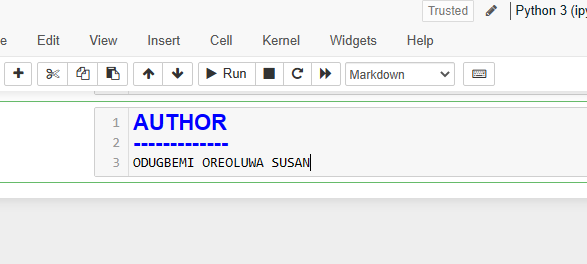 Trusted Python 3 (ip
Edit View Insert Cell Kernel Widgets Help
Run Markdown
1 AUTHOR
2 -------------
3 ODUGBEMI OREOLUWA SUSAN